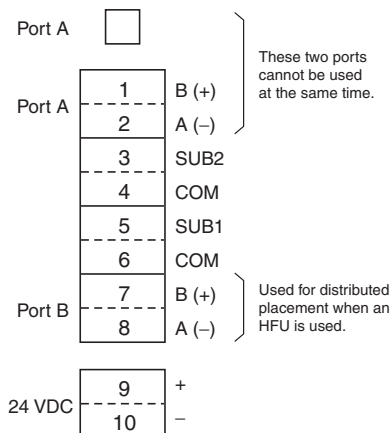 Port A
These two ports
cannot be used
at the same time.
Port A
1 B (+)
2 A (–)
3 SUB2
4 COM
5 SUB1
6 COM
Port B
7 B (+)
8 A (–)
Used for distributed
placement when an
HFU is used.
24 VDC
9 +
10 –